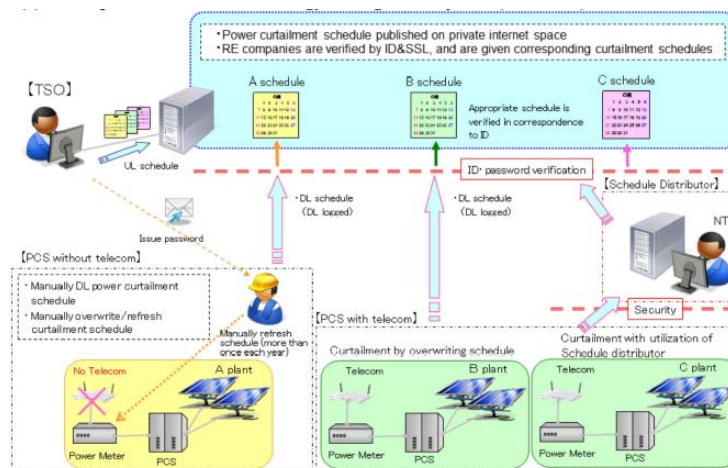 ・Power curtailment schedule published on private internet space
・RE companies are verified by ID&SSL, and are given corresponding curtailment schedules
【TSO】
A schedule
B schedule
C schedule
Appropriate schedule is
verified in correspondence
to ID
UL schedule
ID・password verification
【Schedule Distributor】
・DL schedule
(DL logged)
・DL schedule
(DL logged)
Issue password
NT
【PCS without telecom】
・Manually DL power curtailment
schedule
・Manually overwrite/refresh
curtailment schedule
Manually refresh
schedule (more than
once each year)
【PCS with telecom】
Security
Curtailment by overwriting schedule
Curtailment with utilization of
Schedule distributor
No Telecom
A plant
Power Meter
PCS
Telecom
B plant
Power Meter
PCS
Telecom
C plant
Power Meter
PCS